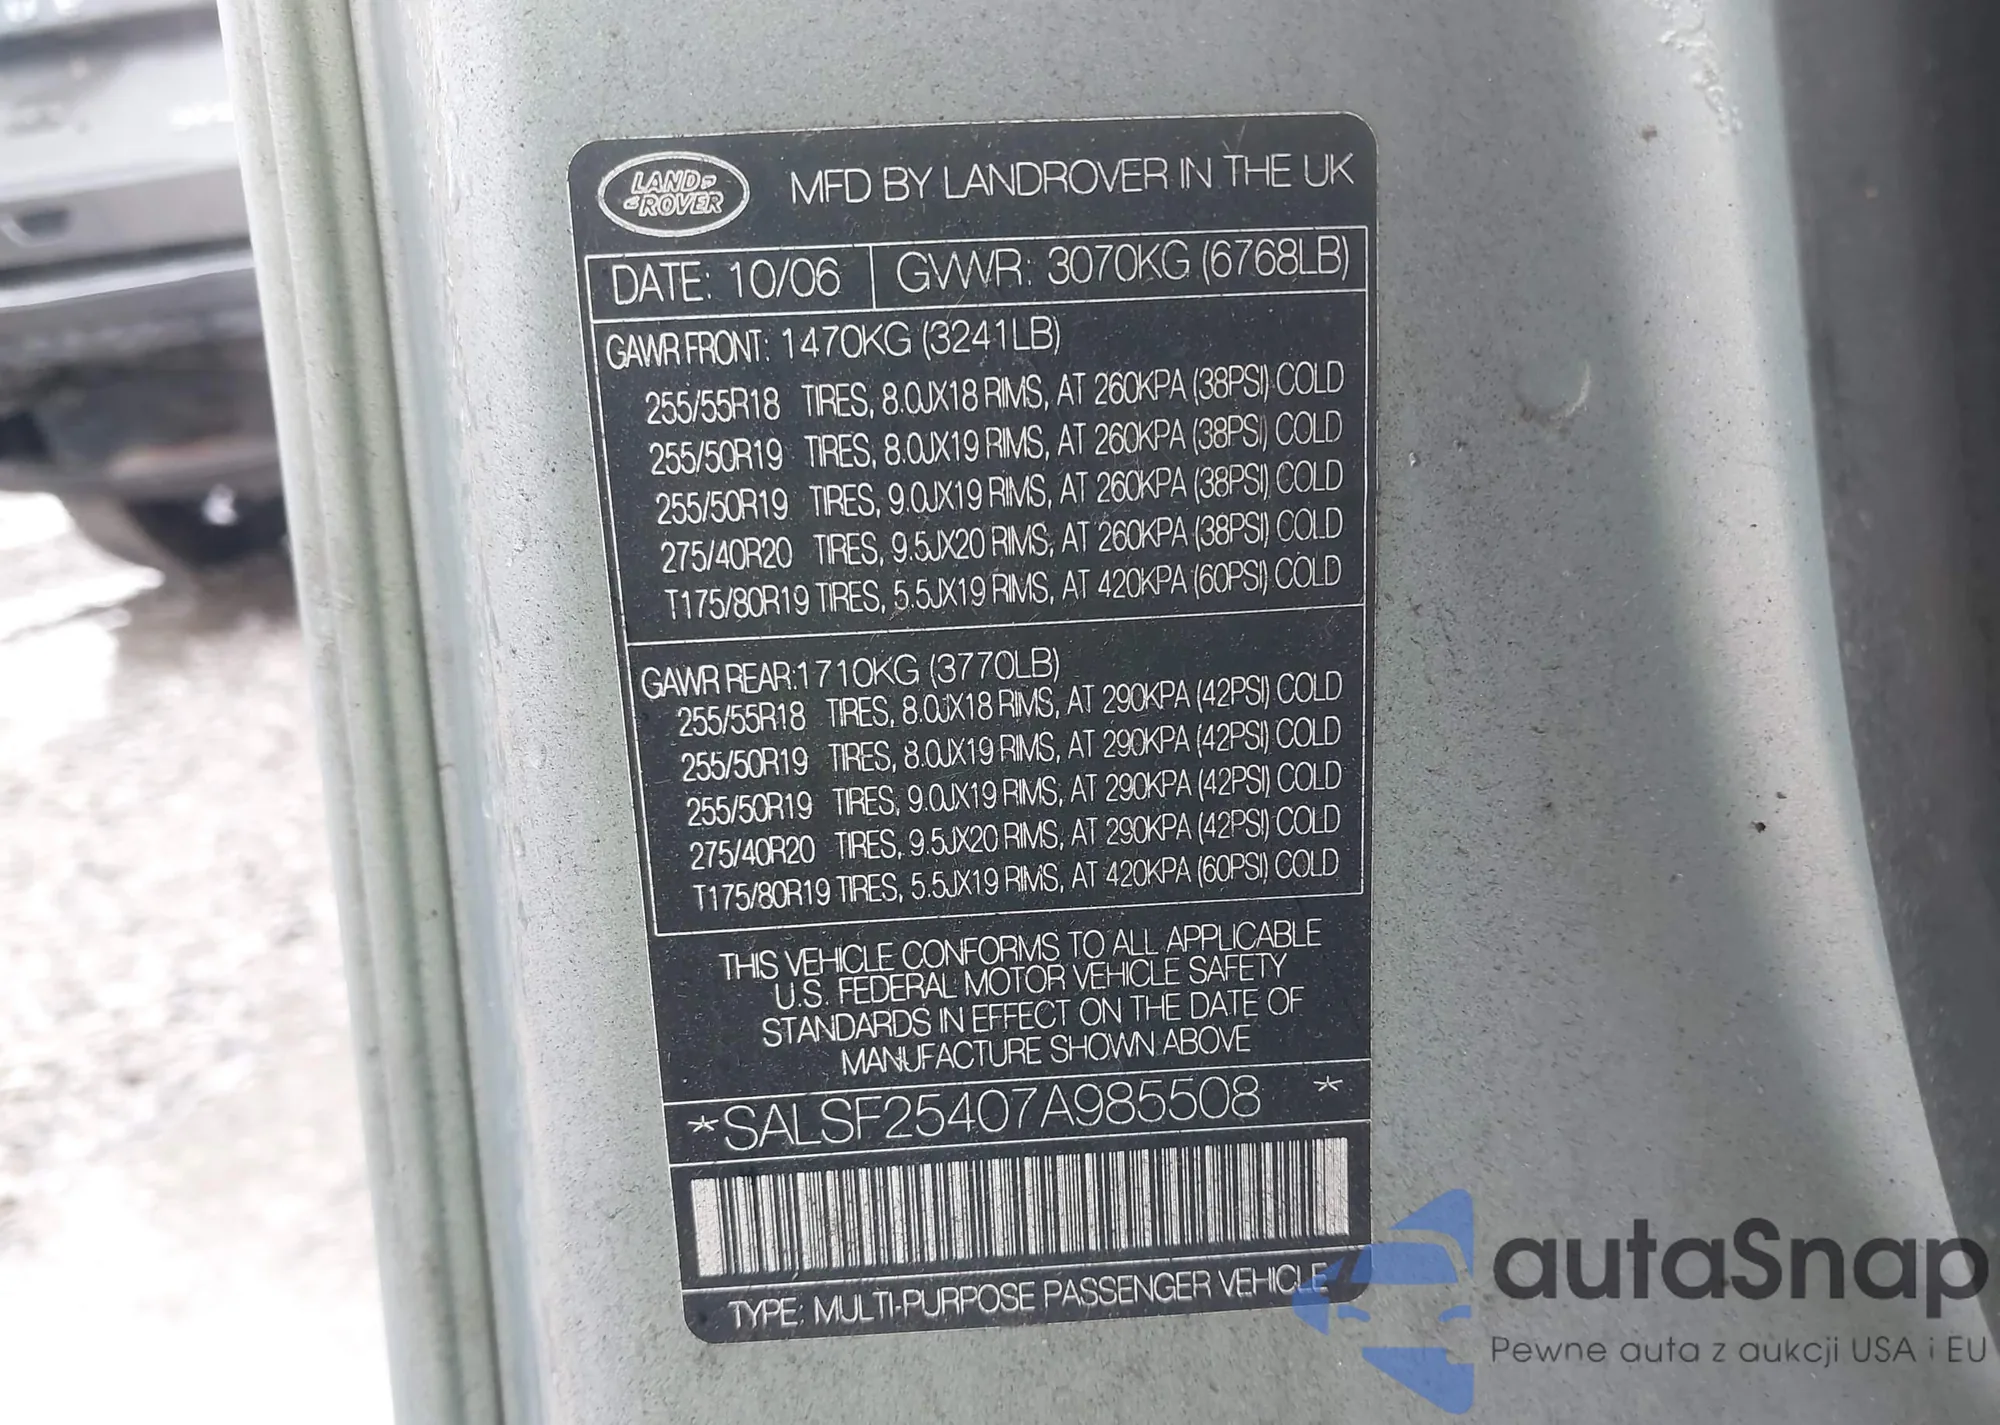 LAND ROVER
MFD BY LANDROVER IN THE UK
DATE: 10/06 GVWR: 3070KG (6768LB)
GAWR FRONT: 1470KG (3241LB)
255/55R18 TIRES, 8.0JX18 RIMS, AT 260KPA (38PSI) COLD
255/50R19 TIRES, 8.0JX19 RIMS, AT 260KPA (38PSI) COLD
255/50R19 TIRES, 9.0JX19 RIMS, AT 260KPA (38PSI) COLD
275/40R20 TIRES, 9.5JX20 RIMS, AT 260KPA (38PSI) COLD
T175/80R19 TIRES, 5.5JX19 RIMS, AT 420KPA (60PSI) COLD
GAWR REAR: 1710KG (3770LB)
255/55R18 TIRES, 8.0JX18 RIMS, AT 290KPA (42PSI) COLD
255/50R19 TIRES, 8.0JX19 RIMS, AT 290KPA (42PSI) COLD
255/50R19 TIRES, 9.0JX19 RIMS, AT 290KPA (42PSI) COLD
275/40R20 TIRES, 9.5JX20 RIMS, AT 290KPA (42PSI) COLD
T175/80R19 TIRES, 5.5JX19 RIMS, AT 420KPA (60PSI) COLD
THIS VEHICLE CONFORMS TO ALL APPLICABLE
U.S. FEDERAL MOTOR VEHICLE SAFETY
STANDARDS IN EFFECT ON THE DATE OF
MANUFACTURE SHOWN ABOVE
*SALSF25407A985508 *
TYPE: MULTI-PURPOSE PASSENGER VEHICLE
autaSnap
Pewne auta z aukcji USA i EU